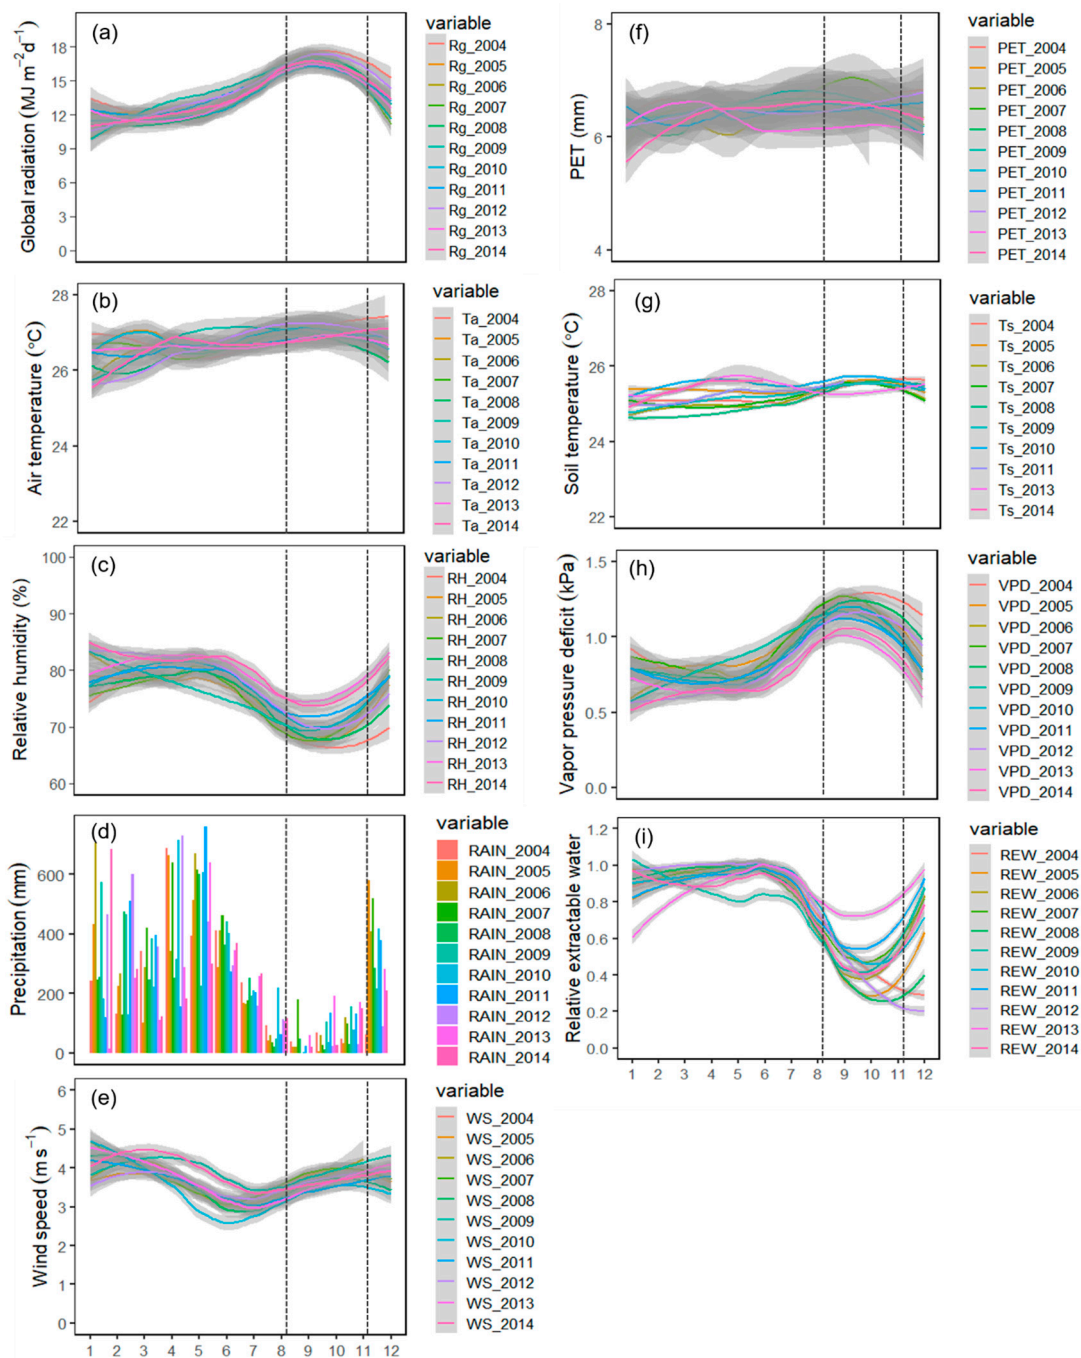 (a)
Global radiation (MJ m−2d−1)
18
15
12
9
6
3
0
variable
Rg_2004
Rg_2005
Rg_2006
Rg_2007
Rg_2008
Rg_2009
Rg_2010
Rg_2011
Rg_2012
Rg_2013
Rg_2014
(b)
Air temperature (°C)
28
26
24
22
variable
Ta_2004
Ta_2005
Ta_2006
Ta_2007
Ta_2008
Ta_2009
Ta_2010
Ta_2011
Ta_2012
Ta_2013
Ta_2014
(c)
Relative humidity (%)
100
90
80
70
60
variable
RH_2004
RH_2005
RH_2006
RH_2007
RH_2008
RH_2009
RH_2010
RH_2011
RH_2012
RH_2013
RH_2014
(d)
Precipitation (mm)
600
400
200
0
variable
RAIN_2004
RAIN_2005
RAIN_2006
RAIN_2007
RAIN_2008
RAIN_2009
RAIN_2010
RAIN_2011
RAIN_2012
RAIN_2013
RAIN_2014
(e)
Wind speed (m s−1)
6
5
4
3
2
1
0
1 2 3 4 5 6 7 8 9 10 11 12
variable
WS_2004
WS_2005
WS_2006
WS_2007
WS_2008
WS_2009
WS_2010
WS_2011
WS_2012
WS_2013
WS_2014
(f)
PET (mm)
8
6
4
variable
PET_2004
PET_2005
PET_2006
PET_2007
PET_2008
PET_2009
PET_2010
PET_2011
PET_2012
PET_2013
PET_2014
(g)
Soil temperature (°C)
28
26
24
22
variable
Ts_2004
Ts_2005
Ts_2006
Ts_2007
Ts_2008
Ts_2009
Ts_2010
Ts_2011
Ts_2013
Ts_2014
(h)
Vapor pressure deficit (kPa)
1.5
1.0
0.5
0.0
variable
VPD_2004
VPD_2005
VPD_2006
VPD_2007
VPD_2008
VPD_2009
VPD_2010
VPD_2011
VPD_2012
VPD_2013
VPD_2014
(i)
Relative extractable water
1.2
1.0
0.8
0.6
0.4
0.2
0.0
1 2 3 4 5 6 7 8 9 10 11 12
variable
REW_2004
REW_2005
REW_2006
REW_2007
REW_2008
REW_2009
REW_2010
REW_2011
REW_2012
REW_2013
REW_2014